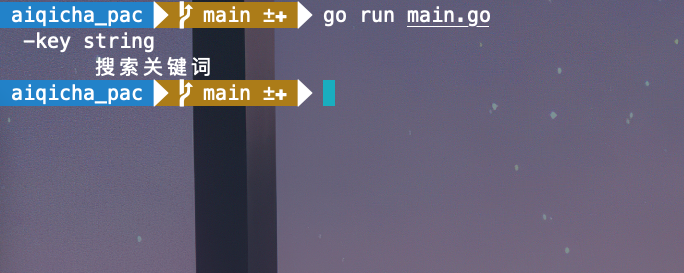 aiqicha_pac main ±✚ go run main.go
-key string
搜索关键词
aiqicha_pac main ±✚